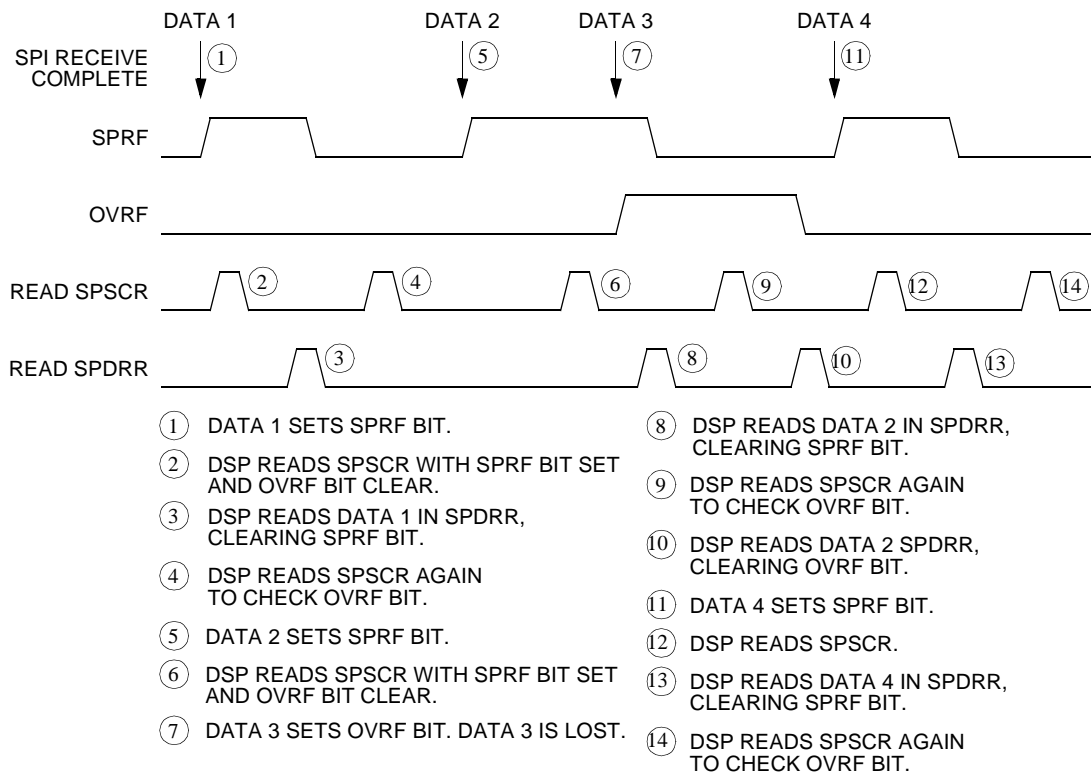 DATA 1 DATA 2 DATA 3 DATA 4
SPI RECEIVE
COMPLETE
1 5 7 11
SPRF
OVRF
READ SPSCR
2 4 6 9 12 14
READ SPDRR
3 8 10 13
1 DATA 1 SETS SPRF BIT.
2 DSP READS SPSCR WITH SPRF BIT SET
AND OVRF BIT CLEAR.
3 DSP READS DATA 1 IN SPDRR,
CLEARING SPRF BIT.
4 DSP READS SPSCR AGAIN
TO CHECK OVRF BIT.
5 DATA 2 SETS SPRF BIT.
6 DSP READS SPSCR WITH SPRF BIT SET
AND OVRF BIT CLEAR.
7 DATA 3 SETS OVRF BIT. DATA 3 IS LOST.
8 DSP READS DATA 2 IN SPDRR,
CLEARING SPRF BIT.
9 DSP READS SPSCR AGAIN
TO CHECK OVRF BIT.
10 DSP READS DATA 2 SPDRR,
CLEARING OVRF BIT.
11 DATA 4 SETS SPRF BIT.
12 DSP READS SPSCR.
13 DSP READS DATA 4 IN SPDRR,
CLEARING SPRF BIT.
14 DSP READS SPSCR AGAIN
TO CHECK OVRF BIT.